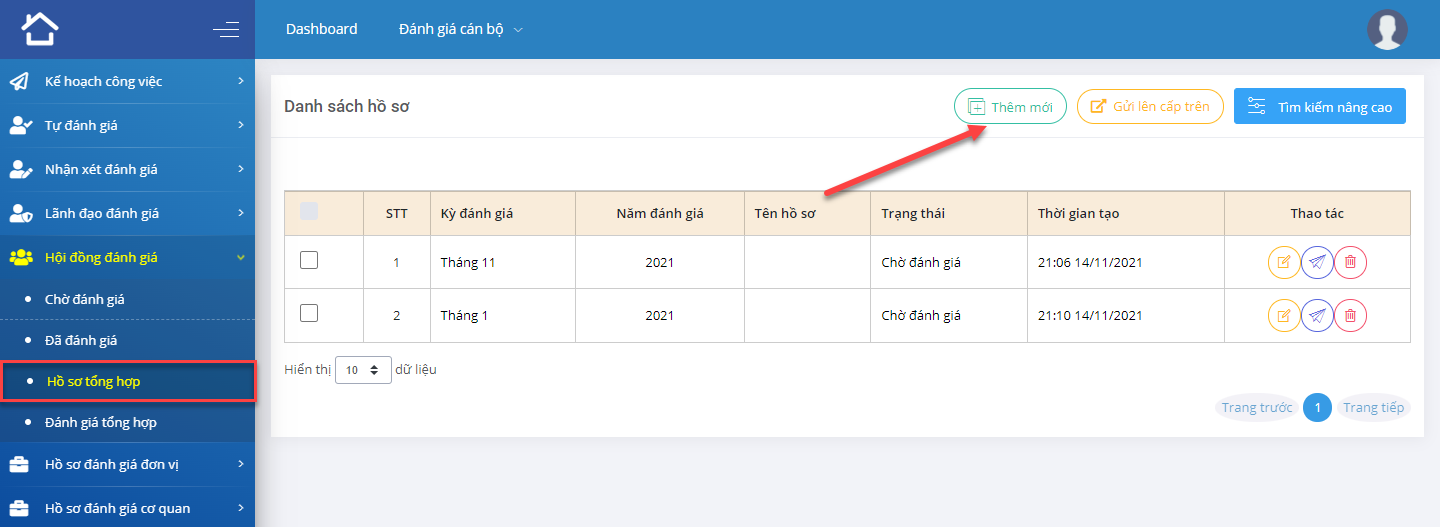 Dashboard Đánh giá cán bộ
Kế hoạch công việc
Tự đánh giá
Nhận xét đánh giá
Lãnh đạo đánh giá
Hội đồng đánh giá
Chờ đánh giá
Đã đánh giá
Hồ sơ tổng hợp
Đánh giá tổng hợp
Hồ sơ đánh giá đơn vị
Hồ sơ đánh giá cơ quan
Danh sách hồ sơ Thêm mới Gửi lên cấp trên Tìm kiếm nâng cao
STT Kỳ đánh giá Năm đánh giá Tên hồ sơ Trạng thái Thời gian tạo Thao tác
1 Tháng 11 2021 Chờ đánh giá 21:06 14/11/2021
2 Tháng 1 2021 Chờ đánh giá 21:10 14/11/2021
Hiển thị 10 dữ liệu
Trang trước 1 Trang tiếp